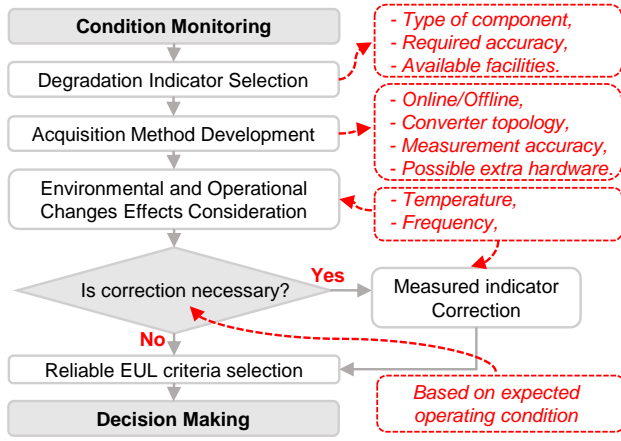 Condition Monitoring
Degradation Indicator Selection
- Type of component,
- Required accuracy,
- Available facilities.
Acquisition Method Development
- Online/Offline,
- Converter topology,
- Measurement accuracy,
- Possible extra hardware.
Environmental and Operational
Changes Effects Consideration
- Temperature,
- Frequency,
Is correction necessary?
Yes
Measured indicator
Correction
No
Reliable EUL criteria selection
Based on expected
operating condition
Decision Making